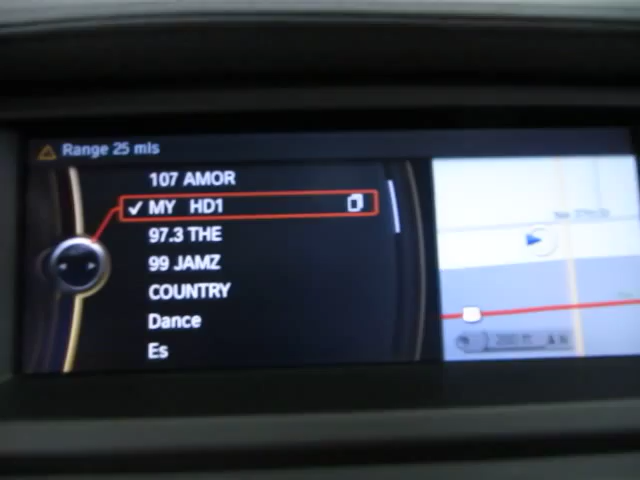 Range 25 mls
107 AMOR
MY HD1
97.3 THE
99 JAMZ
COUNTRY
Dance
Es